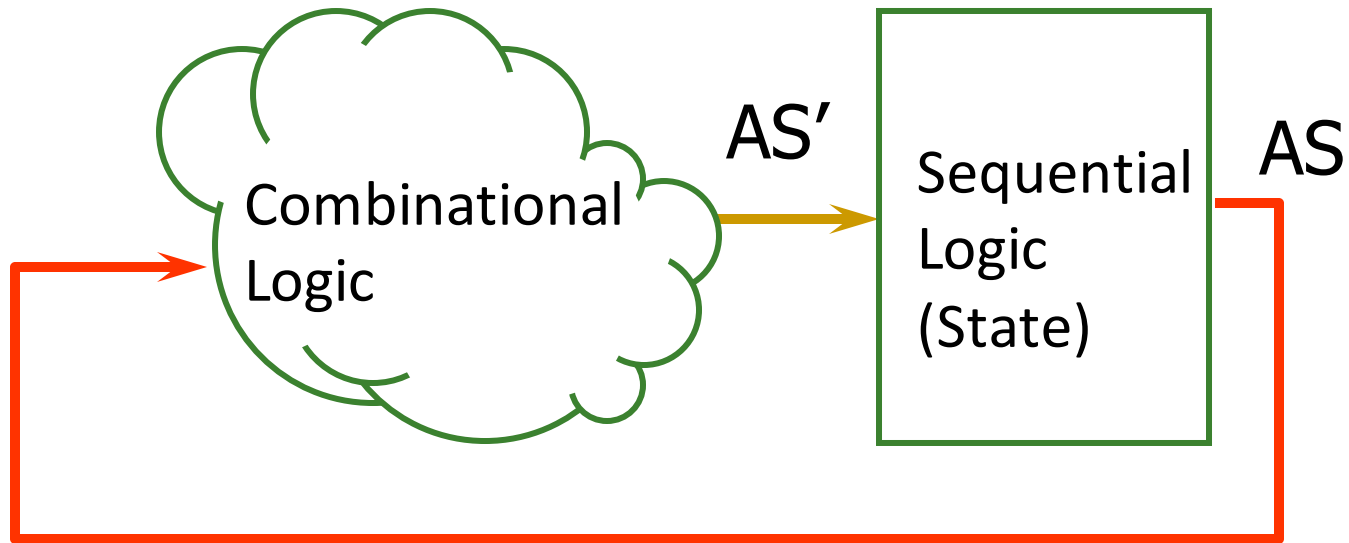 Combinational
Logic
AS′
Sequential
Logic
(State)
AS